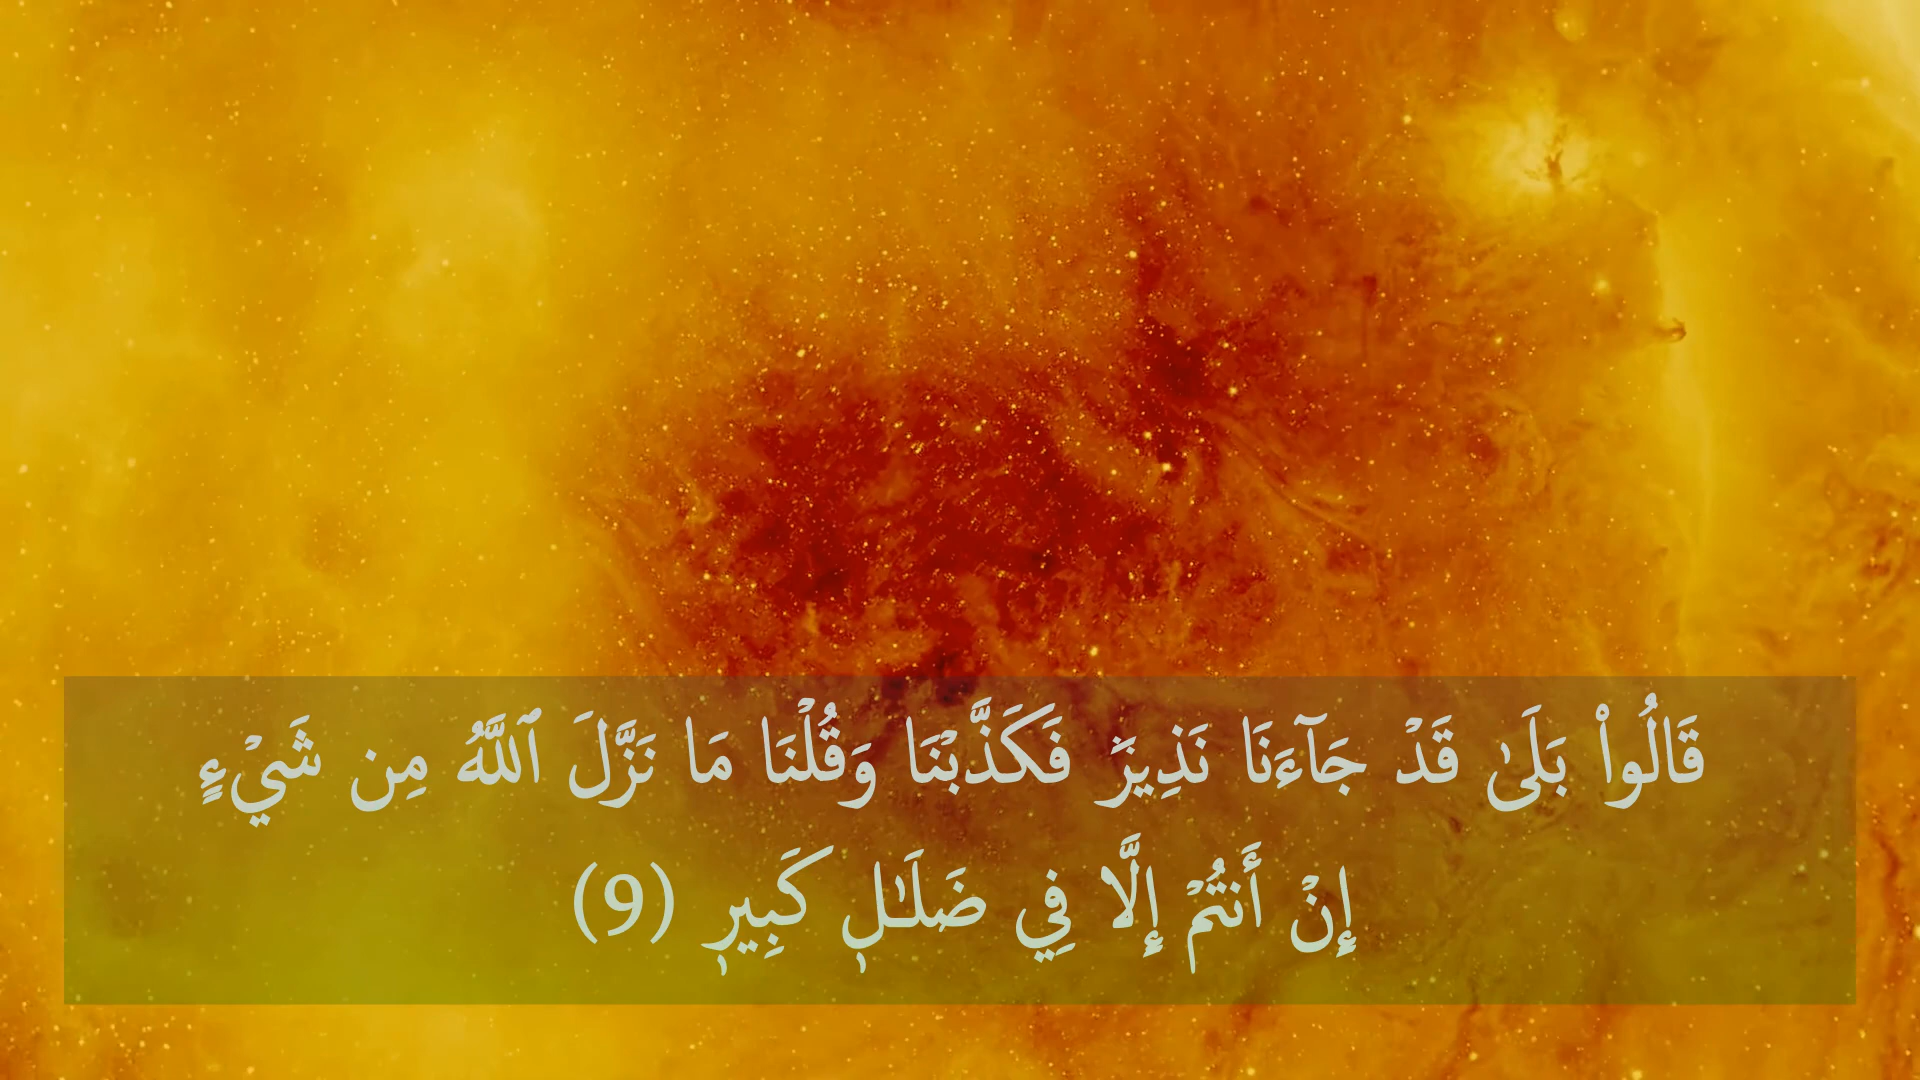 قَالُواْ بَلَىٰ قَدْ جَآءَنَا نَذِيرٞ فَكَذَّبۡنَا وَقُلۡنَا مَا نَزَّلَ ٱللَّهُ مِن شَيۡءٍ
إِنۡ أَنتُمۡ إِلَّا فِي ضَلَٰلٖ كَبِيرٖ (9)